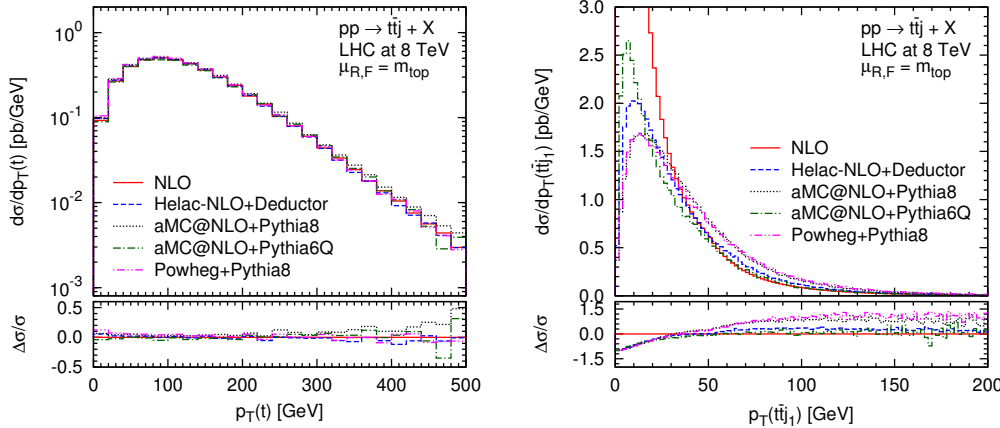 pp → tt̄j + X
LHC at 8 TeV
μR,F = mtop
dσ/dpT(t) [pb/GeV]
10^0
10^-1
10^-2
10^-3
NLO
Helac-NLO+Deductor
aMC@NLO+Pythia8
aMC@NLO+Pythia6Q
Powheg+Pythia8
Δσ/σ
0.5
0.0
-0.5
0 100 200 300 400 500
pT(t) [GeV]
pp → tt̄j + X
LHC at 8 TeV
μR,F = mtop
dσ/dpT(tt̄j1) [pb/GeV]
3.0
2.5
2.0
1.5
1.0
0.5
0.0
NLO
Helac-NLO+Deductor
aMC@NLO+Pythia8
aMC@NLO+Pythia6Q
Powheg+Pythia8
Δσ/σ
1.5
0.0
-1.5
0 50 100 150 200
pT(tt̄j1) [GeV]